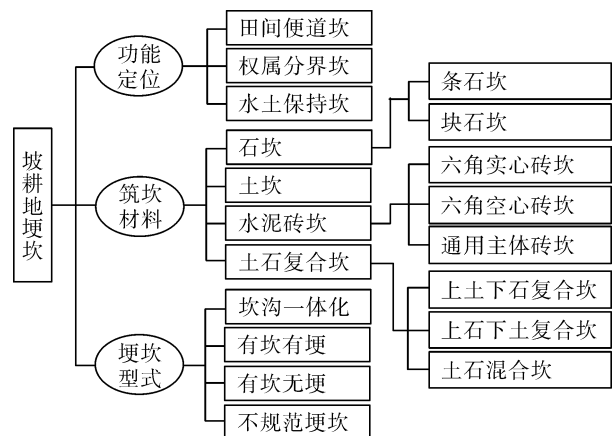 坡耕地埂坎
功能
定位
田间便道坎
权属分界坎
水土保持坎
筑坎
材料
石坎
土坎
水泥砖坎
土石复合坎
条石坎
块石坎
六角实心砖坎
六角空心砖坎
通用主体砖坎
上土下石复合坎
上石下土复合坎
土石混合坎
埂坎
型式
坎沟一体化
有坎有埂
有坎无埂
不规范埂坎